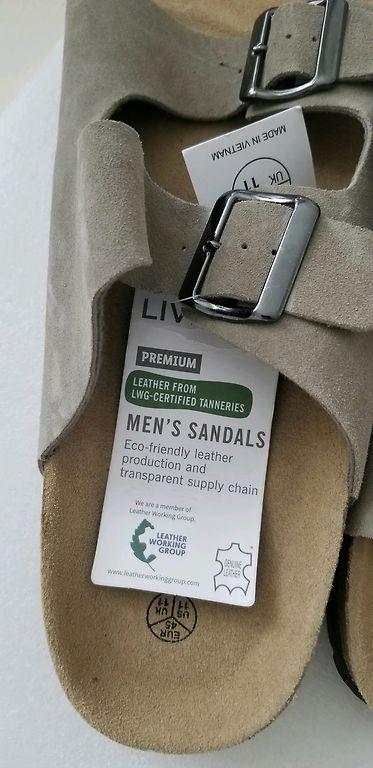 MADE IN VIETNAM
UK
11
LIV
PREMIUM
LEATHER FROM
LWG-CERTIFIED TANNERIES
MEN'S SANDALS
Eco-friendly leather
production and
transparent supply chain
We are a member of
Leather Working Group.
LEATHER
WORKING
GROUP
GENUINE
LEATHER
www.leatherworkinggroup.com
EUR
45
US
11
UK
11